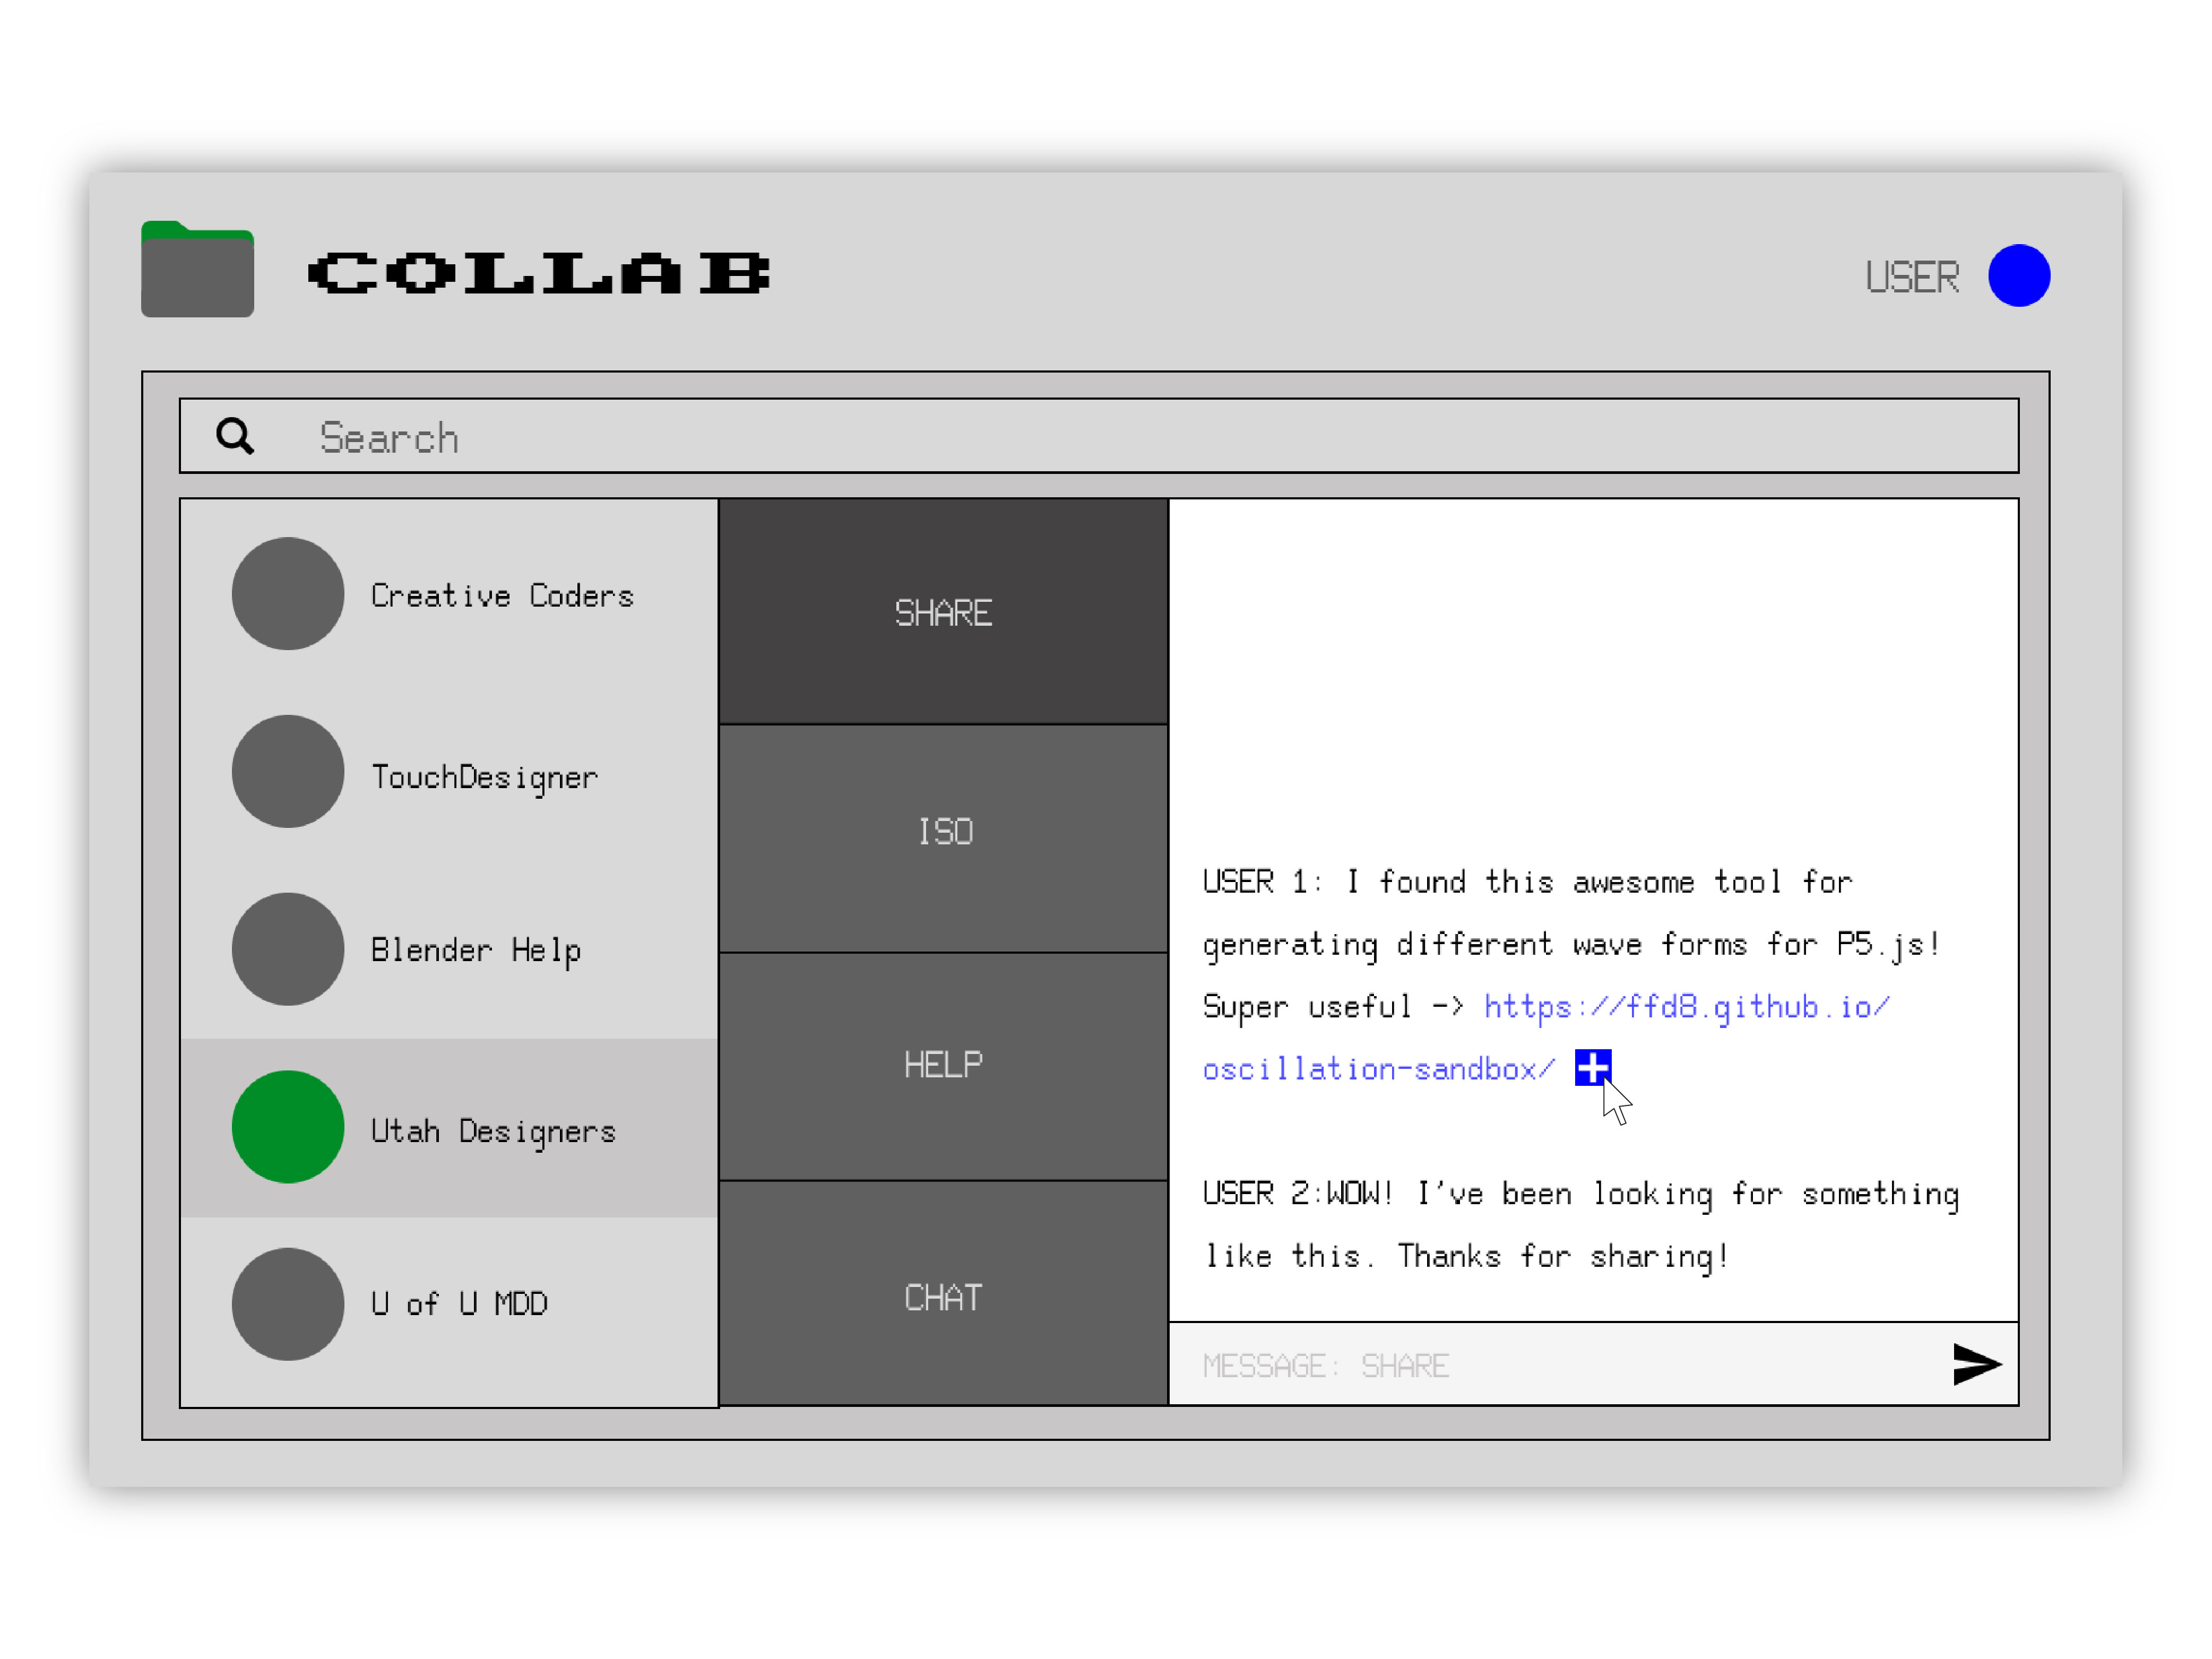 COLLAB
USER
Search
Creative Coders
TouchDesigner
Blender Help
Utah Designers
U of U MDD
SHARE
ISO
HELP
CHAT
USER 1: I found this awesome tool for
generating different wave forms for P5.js!
Super useful -> https://ffd8.github.io/
oscillation-sandbox/
USER 2:WOW! I've been looking for something
like this. Thanks for sharing!
MESSAGE: SHARE